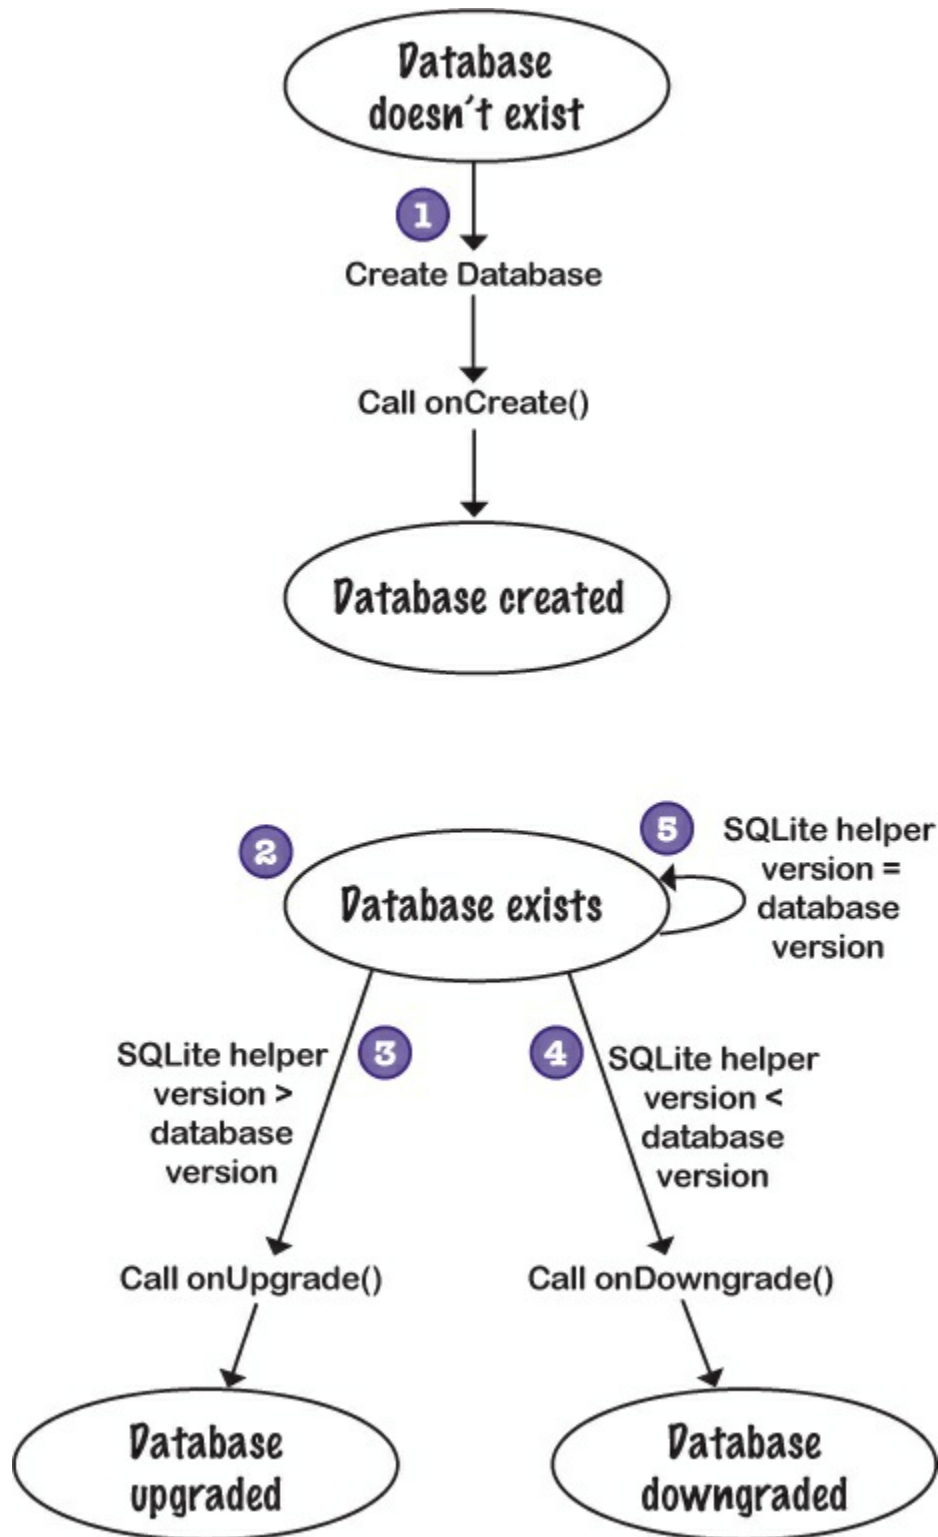 Database
doesn't exist
1
Create Database
Call onCreate()
Database created
2
Database exists
5
SQLite helper
version =
database
version
3
SQLite helper
version >
database
version
4
SQLite helper
version <
database
version
Call onUpgrade()
Call onDowngrade()
Database
upgraded
Database
downgraded